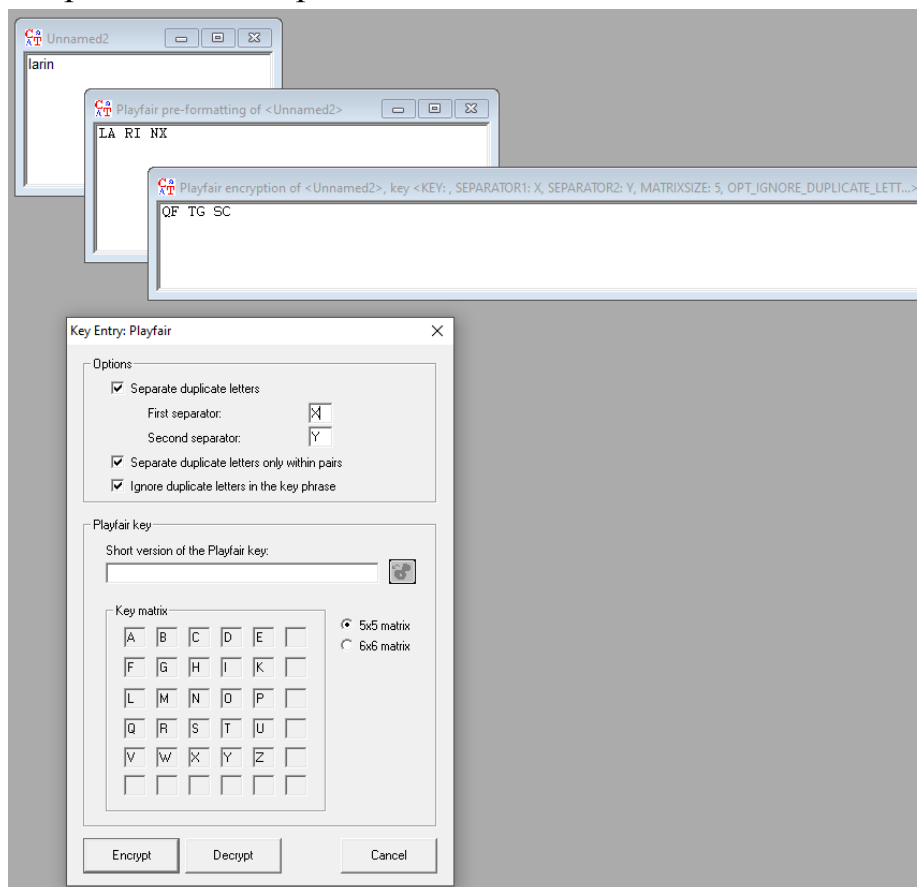 Unnamed2
larin
Playfair pre-formatting of <Unnamed2>
LA RI NX
Playfair encryption of <Unnamed2>, key <KEY: , SEPARATOR1: X, SEPARATOR2: Y, MATRIXSIZE: 5, OPT_IGNORE_DUPLICATE_LETT...>
QF TG SC
Key Entry: Playfair
Options
Separate duplicate letters
First separator: X
Second separator: Y
Separate duplicate letters only within pairs
Ignore duplicate letters in the key phrase
Playfair key
Short version of the Playfair key:
Key matrix
A B C D E
5x5 matrix
6x6 matrix
F G H I K
L M N O P
Q R S T U
V W X Y Z
Encrypt Decrypt Cancel